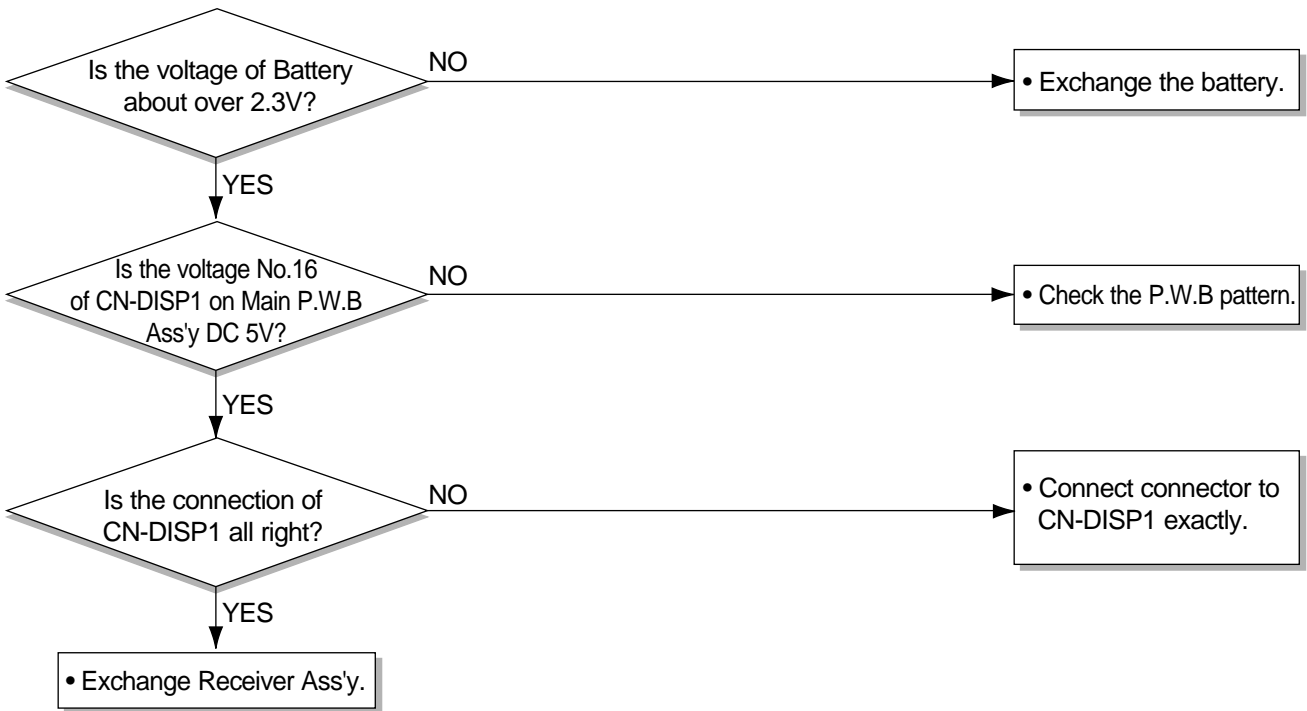 Is the voltage of Battery
about over 2.3V?
NO
• Exchange the battery.
YES
Is the voltage No.16
of CN-DISP1 on Main P.W.B
Ass'y DC 5V?
NO
• Check the P.W.B pattern.
YES
Is the connection of
CN-DISP1 all right?
NO
• Connect connector to
CN-DISP1 exactly.
YES
• Exchange Receiver Ass'y.